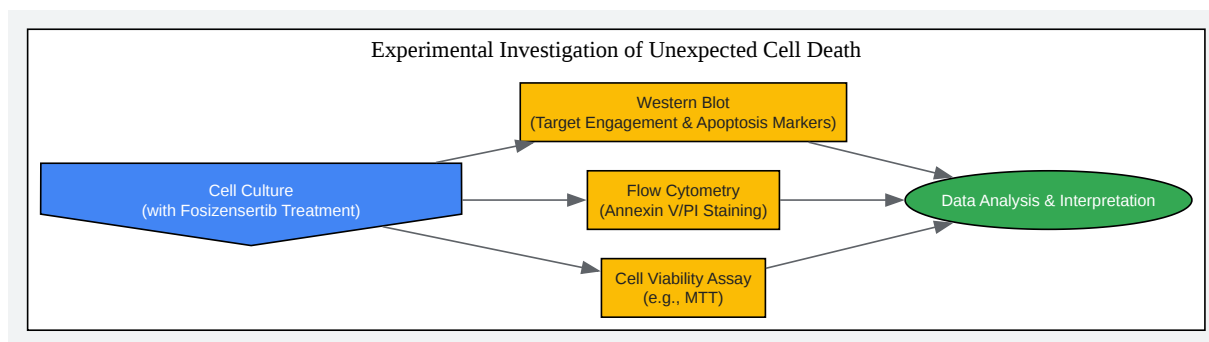 Experimental Investigation of Unexpected Cell Death
Western Blot
(Target Engagement & Apoptosis Markers)
Cell Culture
(with Fosizensertib Treatment)
Flow Cytometry
(Annexin V/PI Staining)
Data Analysis & Interpretation
Cell Viability Assay
(e.g., MTT)